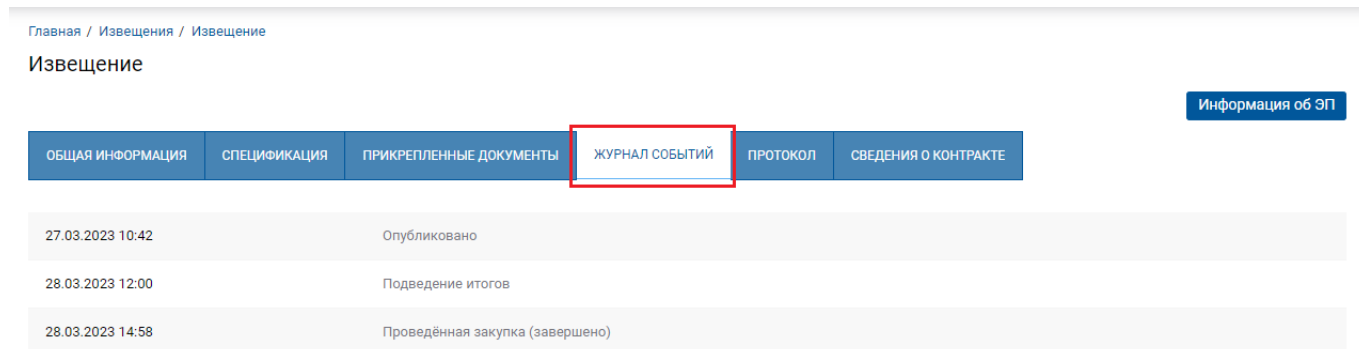 Главная / Извещения / Извещение
Извещение
Информация об ЭП
ОБЩАЯ ИНФОРМАЦИЯ СПЕЦИФИКАЦИЯ ПРИКРЕПЛЕННЫЕ ДОКУМЕНТЫ ЖУРНАЛ СОБЫТИЙ ПРОТОКОЛ СВЕДЕНИЯ О КОНТРАКТЕ
27.03.2023 10:42 Опубликовано
28.03.2023 12:00 Подведение итогов
28.03.2023 14:58 Проведённая закупка (завершено)